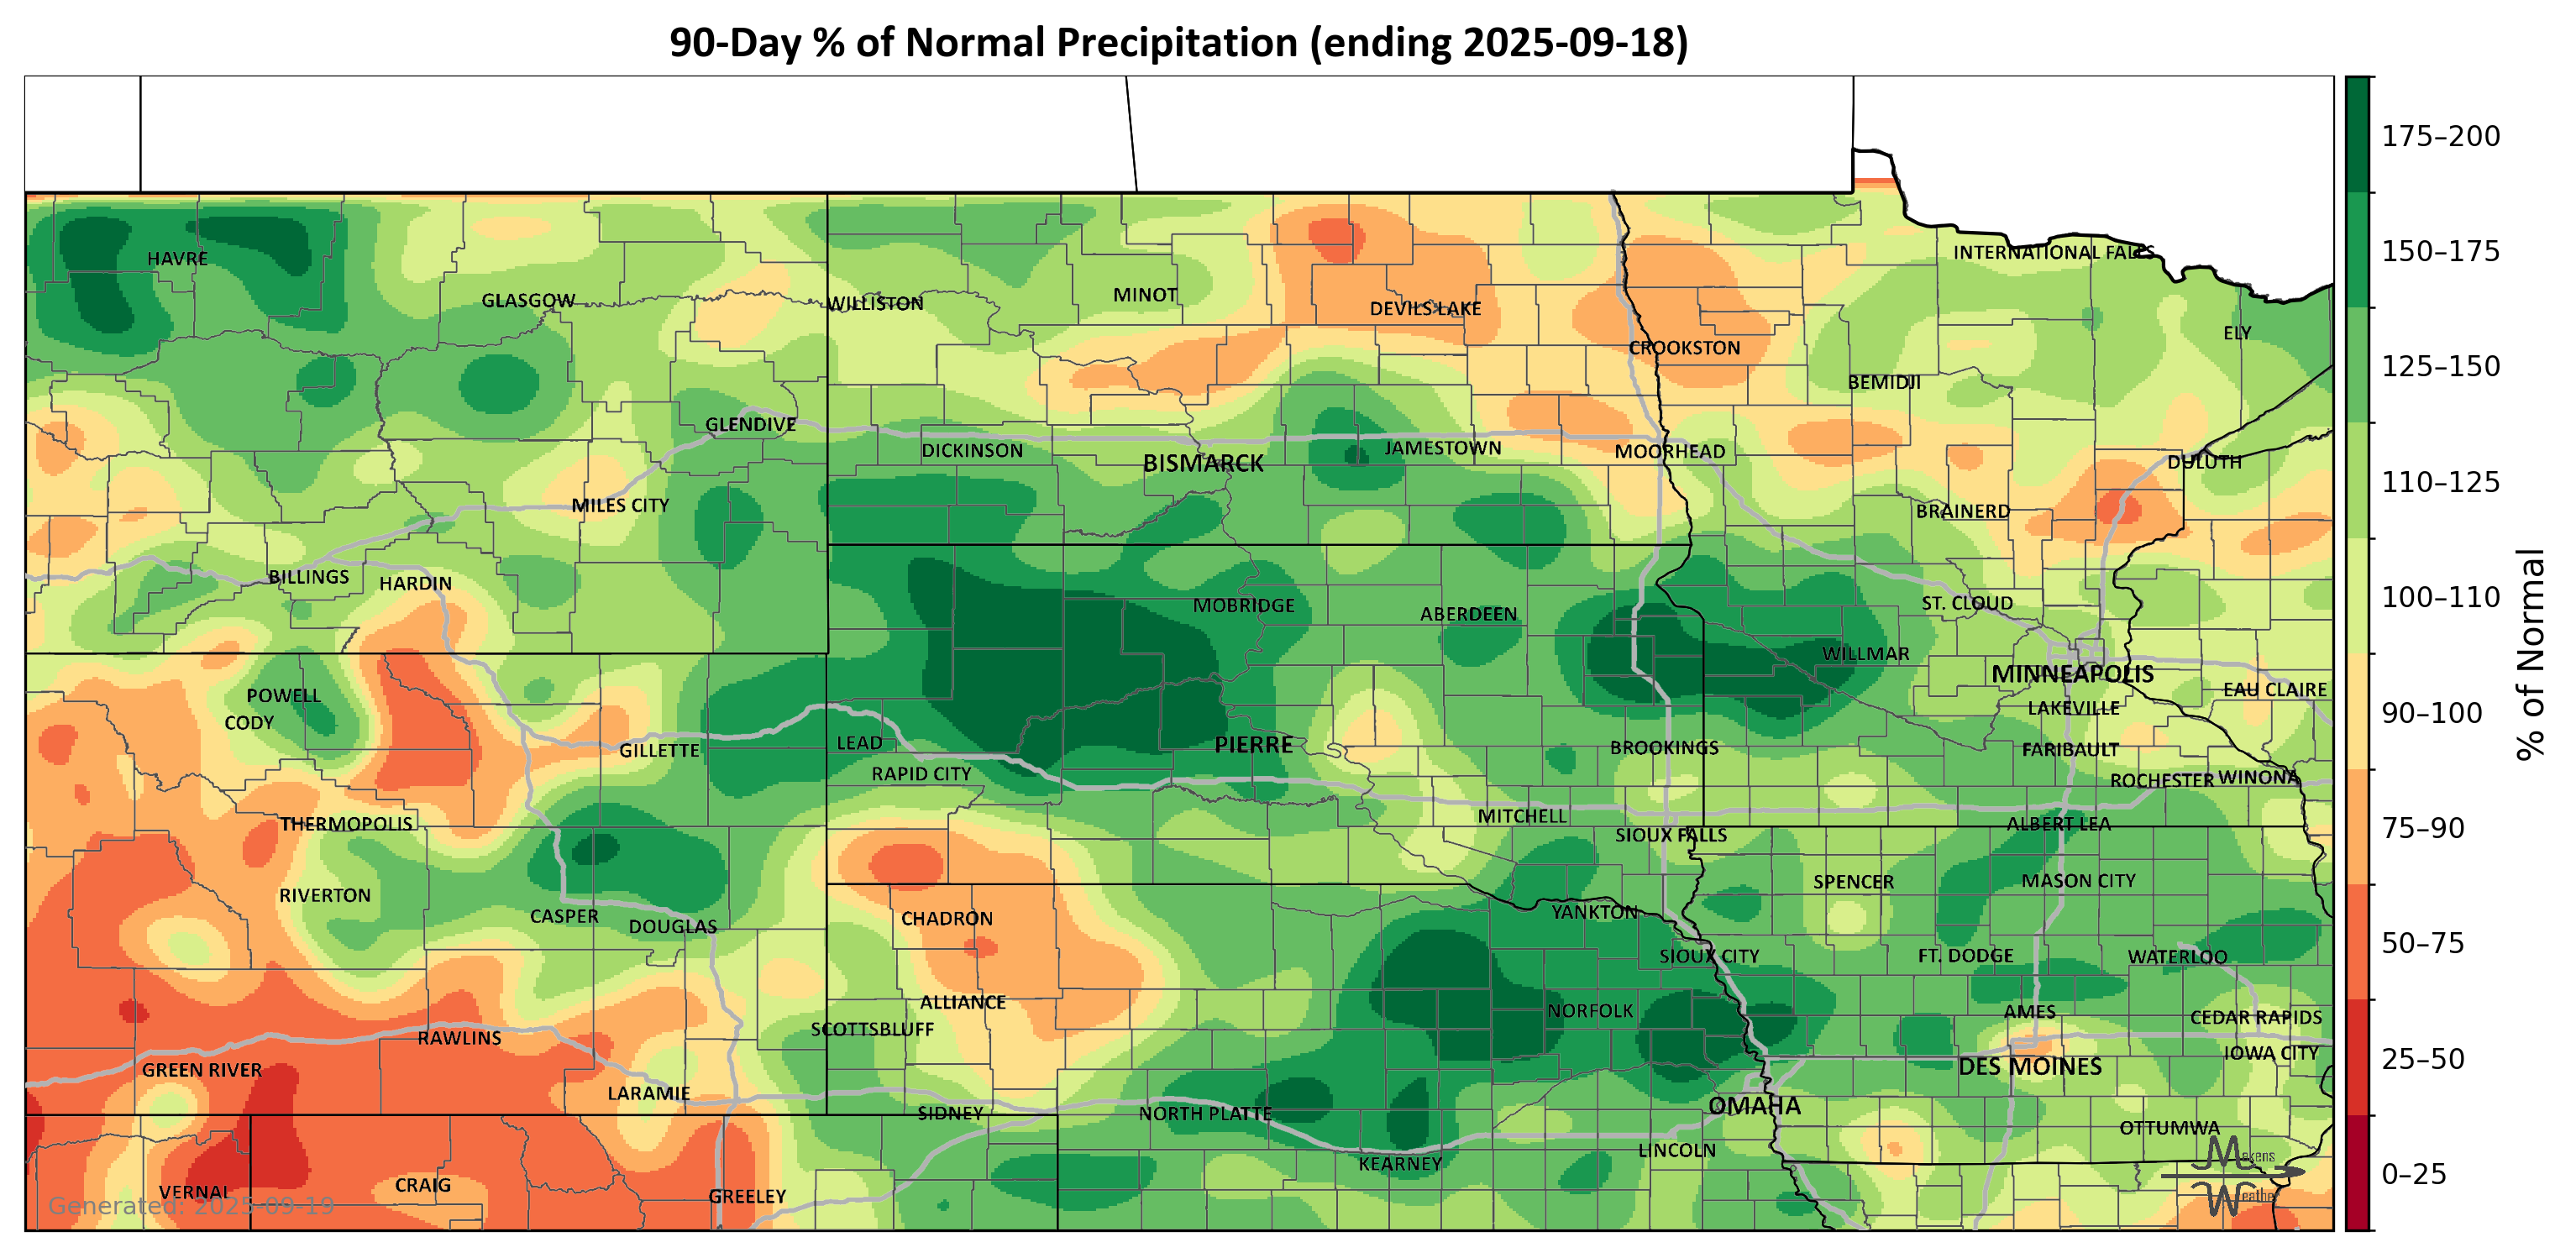 90-Day % of Normal Precipitation (ending 2025-09-18)
175–200
INTERNATIONAL FALLS
150–175
HAVRE
GLASGOW
WILLISTON
MINOT
DEVILS LAKE
125–150
ELY
CROOKSTON
BEMIDJI
GLENDIVE
DICKINSON
BISMARCK
JAMESTOWN
MOORHEAD
DULUTH
110–125
MILES CITY
BRAINERD
BILLINGS
HARDIN
MOBRIDGE
ABERDEEN
ST. CLOUD
100–110
WILLMAR
MINNEAPOLIS
EAU CLAIRE
POWELL
CODY
LAKEVILLE
90–100
% of Normal
GILLETTE
LEAD
PIERRE
BROOKINGS
FARIBAULT
RAPID CITY
ROCHESTER
WINONA
THERMOPOLIS
MITCHELL
SIOUX FALLS
ALBERT LEA
75–90
RIVERTON
SPENCER
MASON CITY
CASPER
DOUGLAS
CHADRON
YANKTON
SIOUX CITY
FT. DODGE
WATERLOO
50–75
ALLIANCE
NORFOLK
AMES
SCOTTSBLUFF
CEDAR RAPIDS
RAWLINS
IOWA CITY
25–50
GREEN RIVER
DES MOINES
LARAMIE
SIDNEY
NORTH PLATTE
OMAHA
OTTUMWA
LINCOLN
KEARNEY
Makens
Weather
0–25
VERNAL
CRAIG
GREELEY
Generated: 2025-09-19